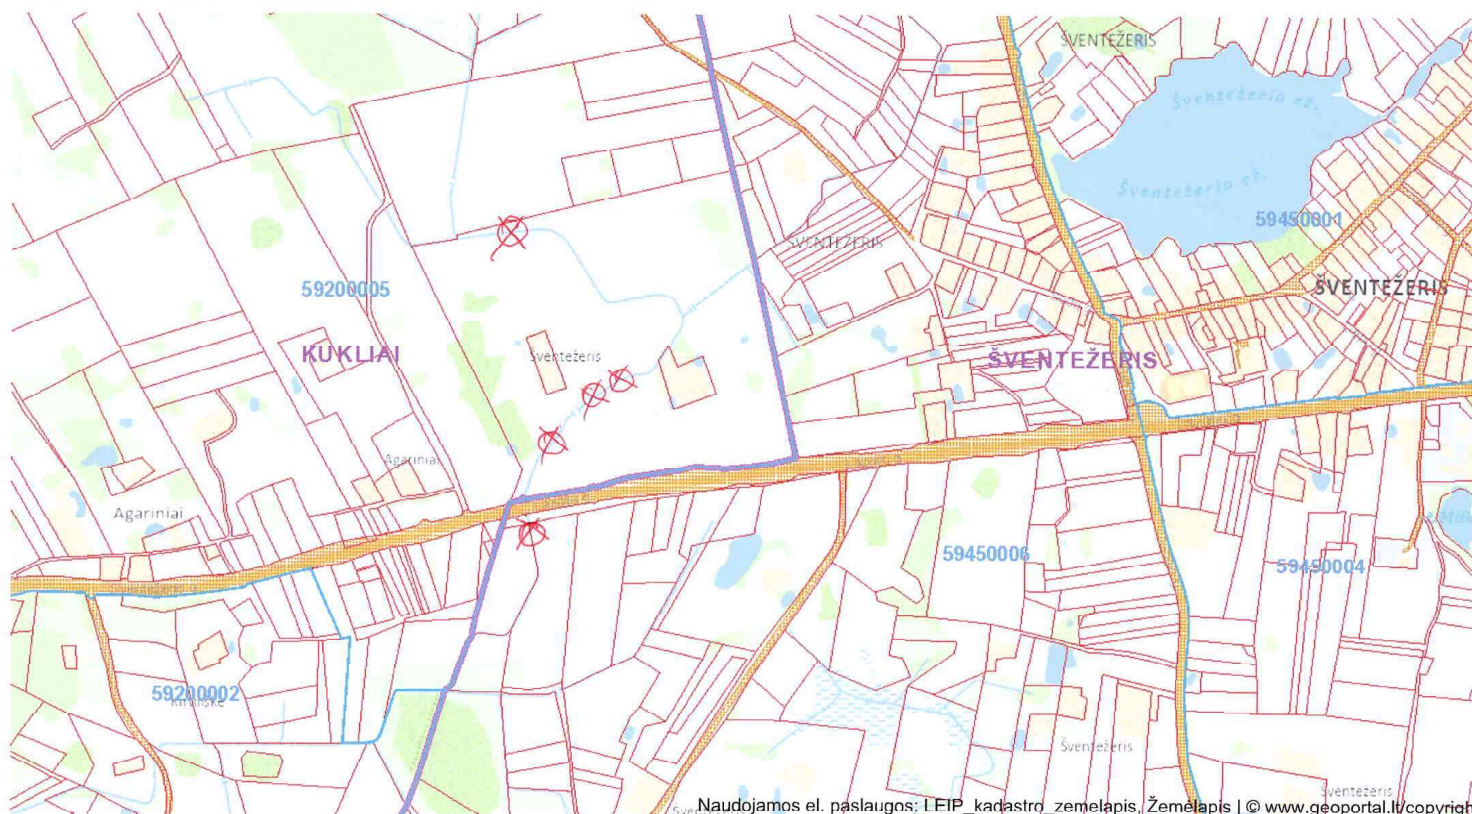 ŠVENTEŽERIS
Šventežerio ež.
Šventežerio ež.
59450001
ŠVENTEŽERIS
59200005
ŠVENTEŽERIS
KUKLIAI
Šventežeris
ŠVENTEŽERIS
Agariniai
Agariniai
59450006
59450004
59200002
Šventežeris
Šventežeris
Naudojamos el. paslaugos: LEIP_kadastro_zemelapis, Žemėlapis | © www.geoportal.lt/copyrigh